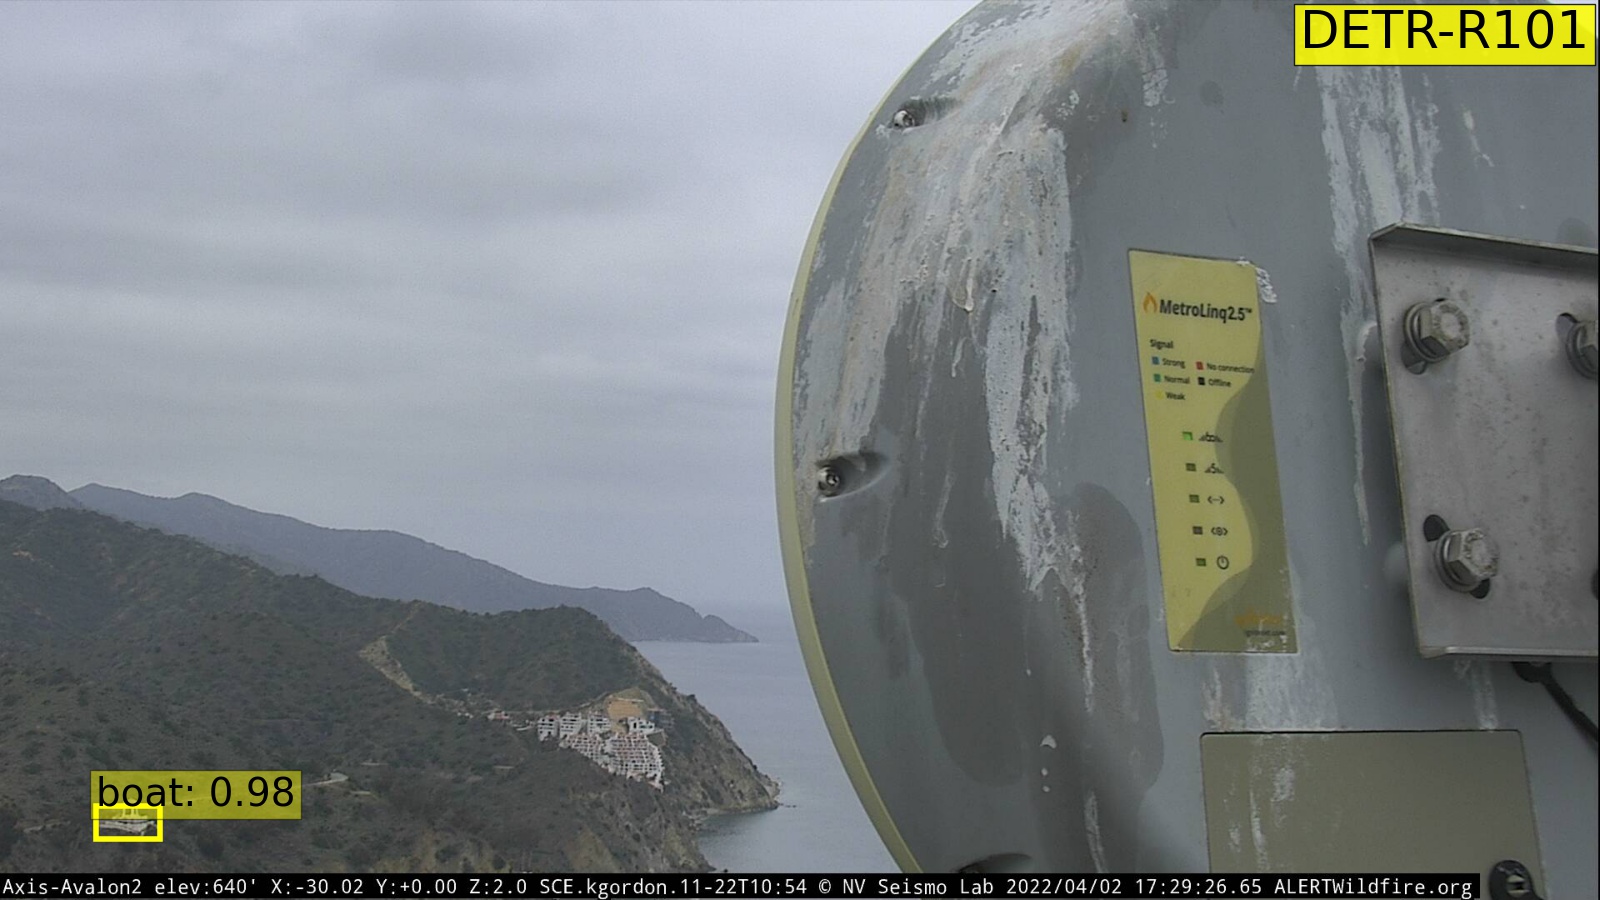 DETR-R101
MetroLinq2.5™
Signal
Strong
No connection
Normal
Offline
Weak
boat: 0.98
Axis-Avalon2 elev:640' X:-30.02 Y:+0.00 Z:2.0 SCE.kgordon.11-22T10:54 © NV Seismo Lab 2022/04/02 17:29:26.65 ALERTWildfire.org